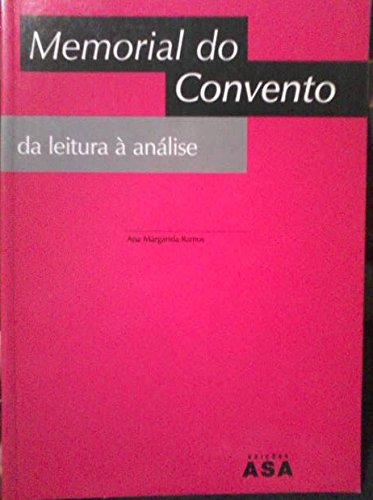 Memorial do
Convento
da leitura à análise
Ana Margarida Ramos
EDIÇÕES
ASA